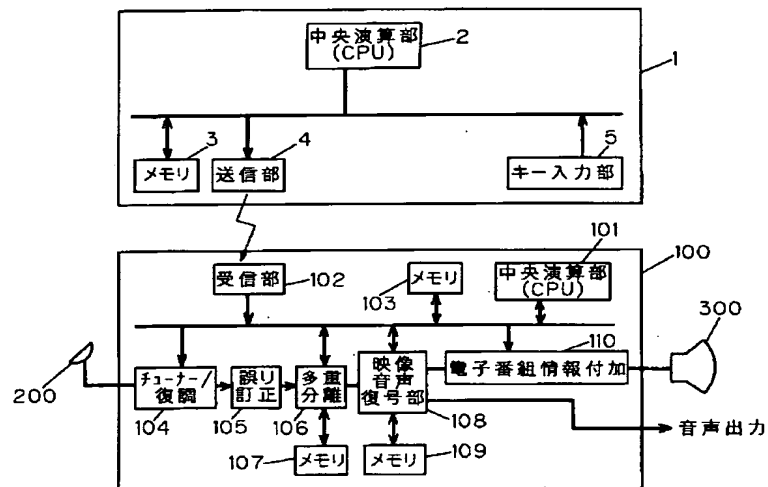 中央演算部
(CPU)
2
1
3
4
5
メモリ
送信部
キー入力部
101
100
受信部
102
メモリ
103
中央演算部
(CPU)
300
110
200
チューナー/
復調
誤り
訂正
多重
分離
映像
音声
復号部
電子番組情報付加
104
105
106
108
音声出力
107
メモリ
メモリ
109